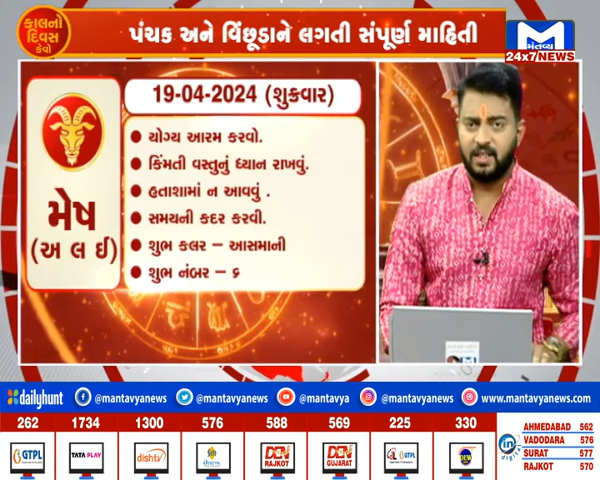 કાલનો
દિવસ
કેવો
પંચક અને વિંછૂડાને લગતી સંપૂર્ણ માહિતી
મંતવ્ય
24x7NEWS
19-04-2024 (શુક્રવાર)
યોગ્ય આરમ કરવો.
કિંમતી વસ્તુનું ધ્યાન રાખવું.
હતાશામાં ન આવવું .
સમયની કદર કરવી.
શુભ કલર – આસમાની
શુભ નંબર – ૬
મેષ
(અ લ ઈ)
dailyhunt @mantavyanews @mantavyanews @mantavya @mantavyanews www.mantavyanews.com
262 1734 1300 576 588 569 225 330
GTPL TATA PLAY dishtv DEN RAJKOT DEN GUJARAT GTPL
in digital
AHMEDABAD 562
VADODARA 576
SURAT 577
RAJKOT 570